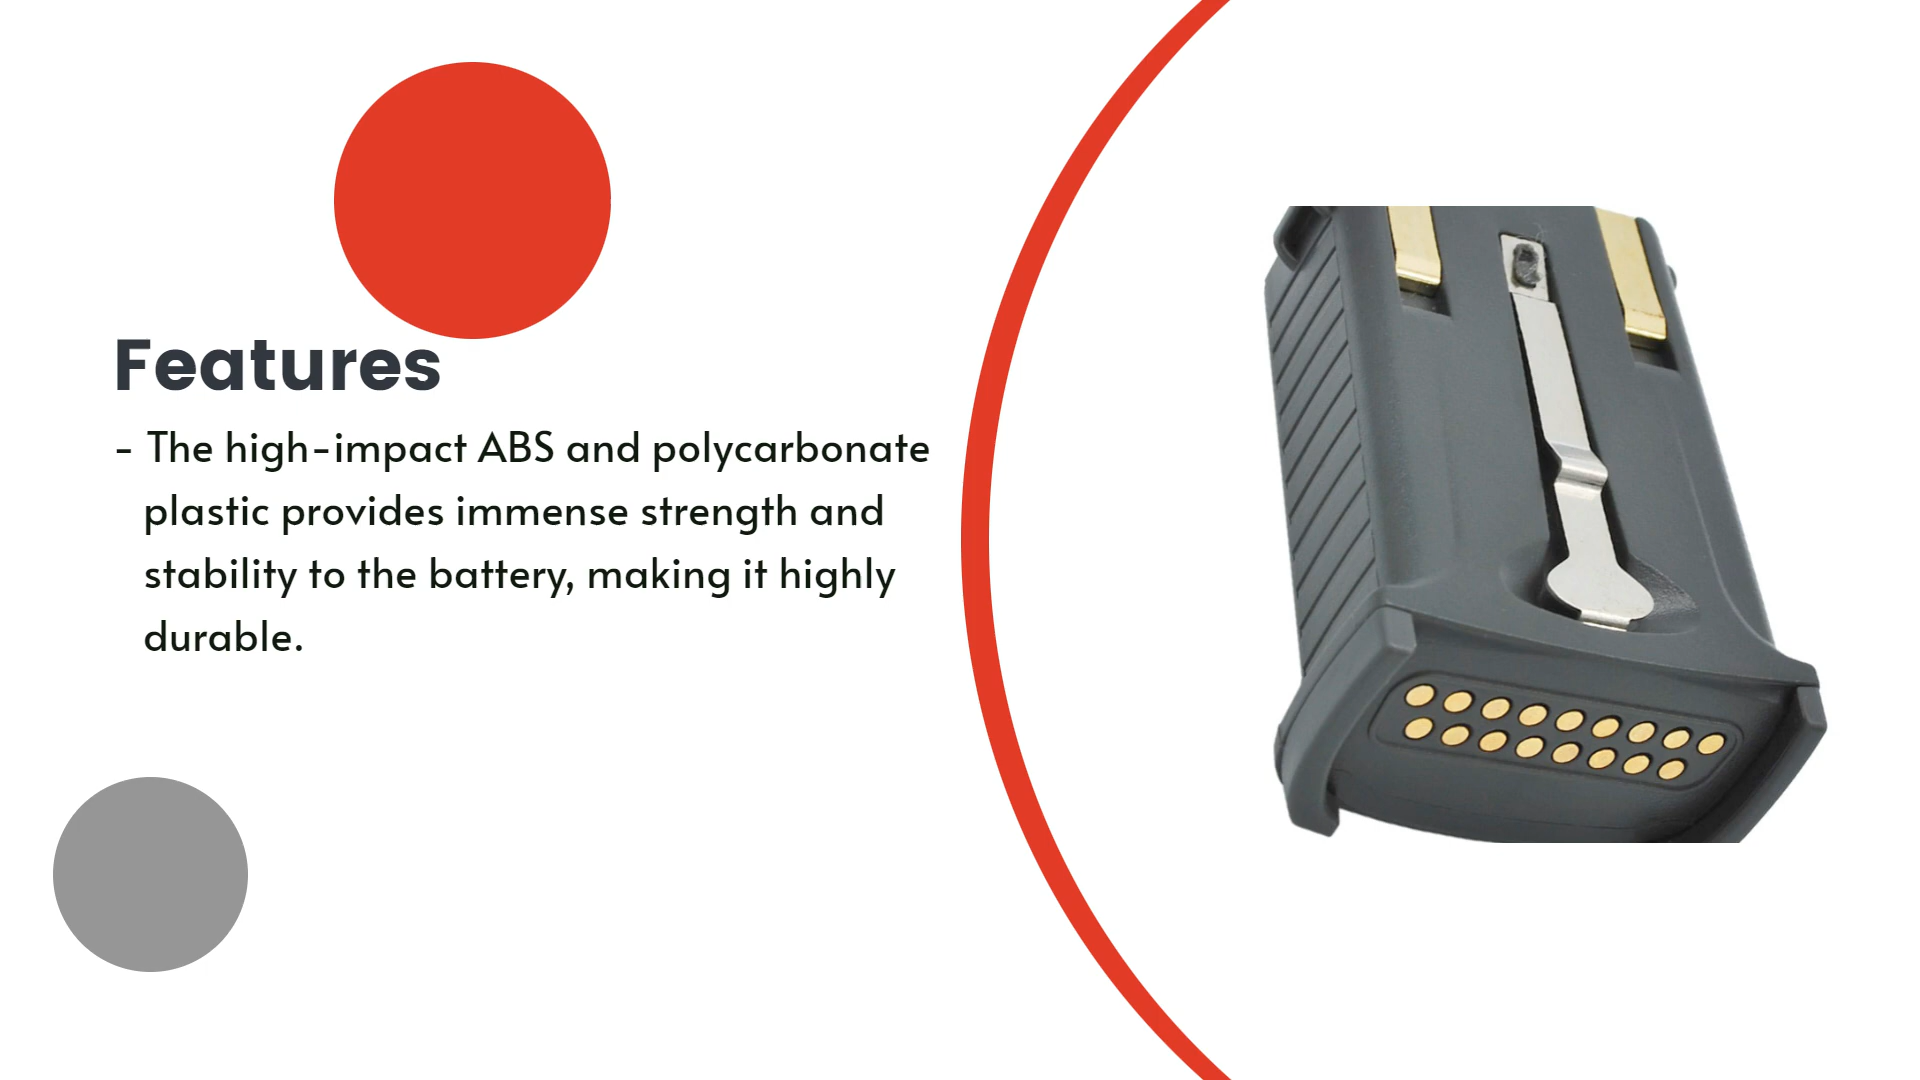 Features
- The high-impact ABS and polycarbonate
plastic provides immense strength and
stability to the battery, making it highly
durable.